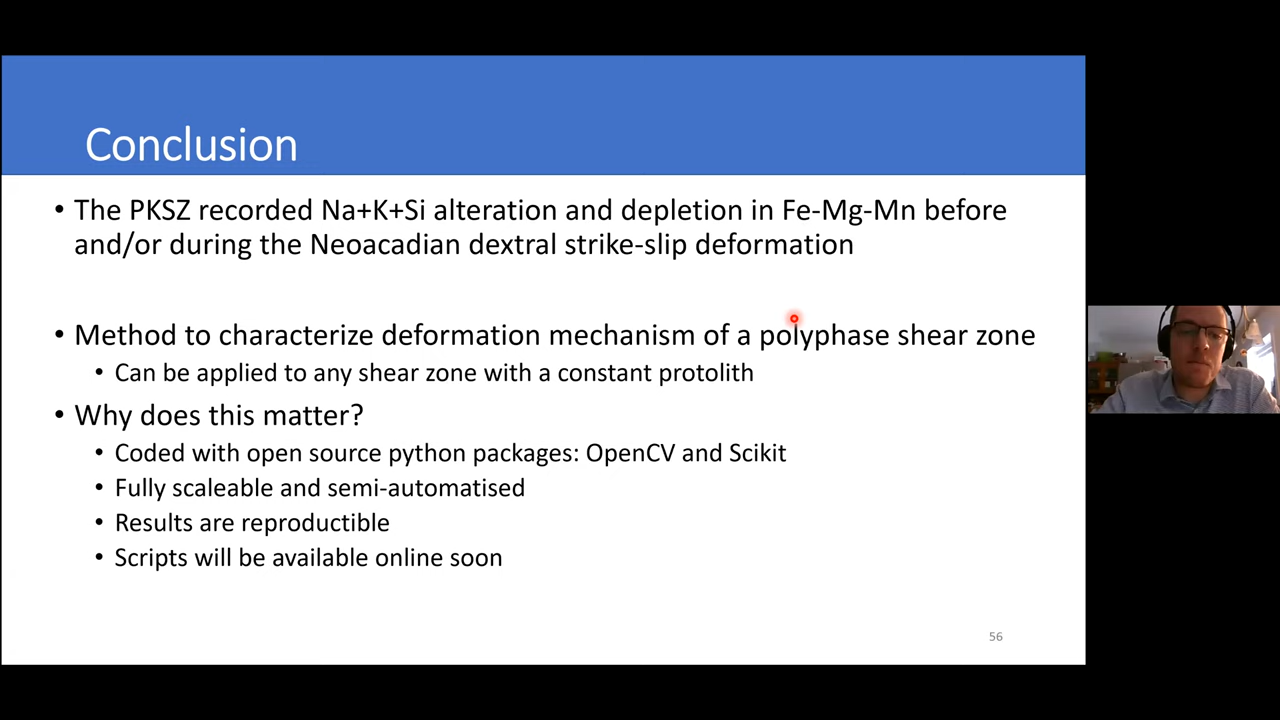 Conclusion
• The PKSZ recorded Na+K+Si alteration and depletion in Fe-Mg-Mn before
and/or during the Neoacadian dextral strike-slip deformation
• Method to characterize deformation mechanism of a polyphase shear zone
• Can be applied to any shear zone with a constant protolith
• Why does this matter?
• Coded with open source python packages: OpenCV and Scikit
• Fully scaleable and semi-automatised
• Results are reproductible
• Scripts will be available online soon
56